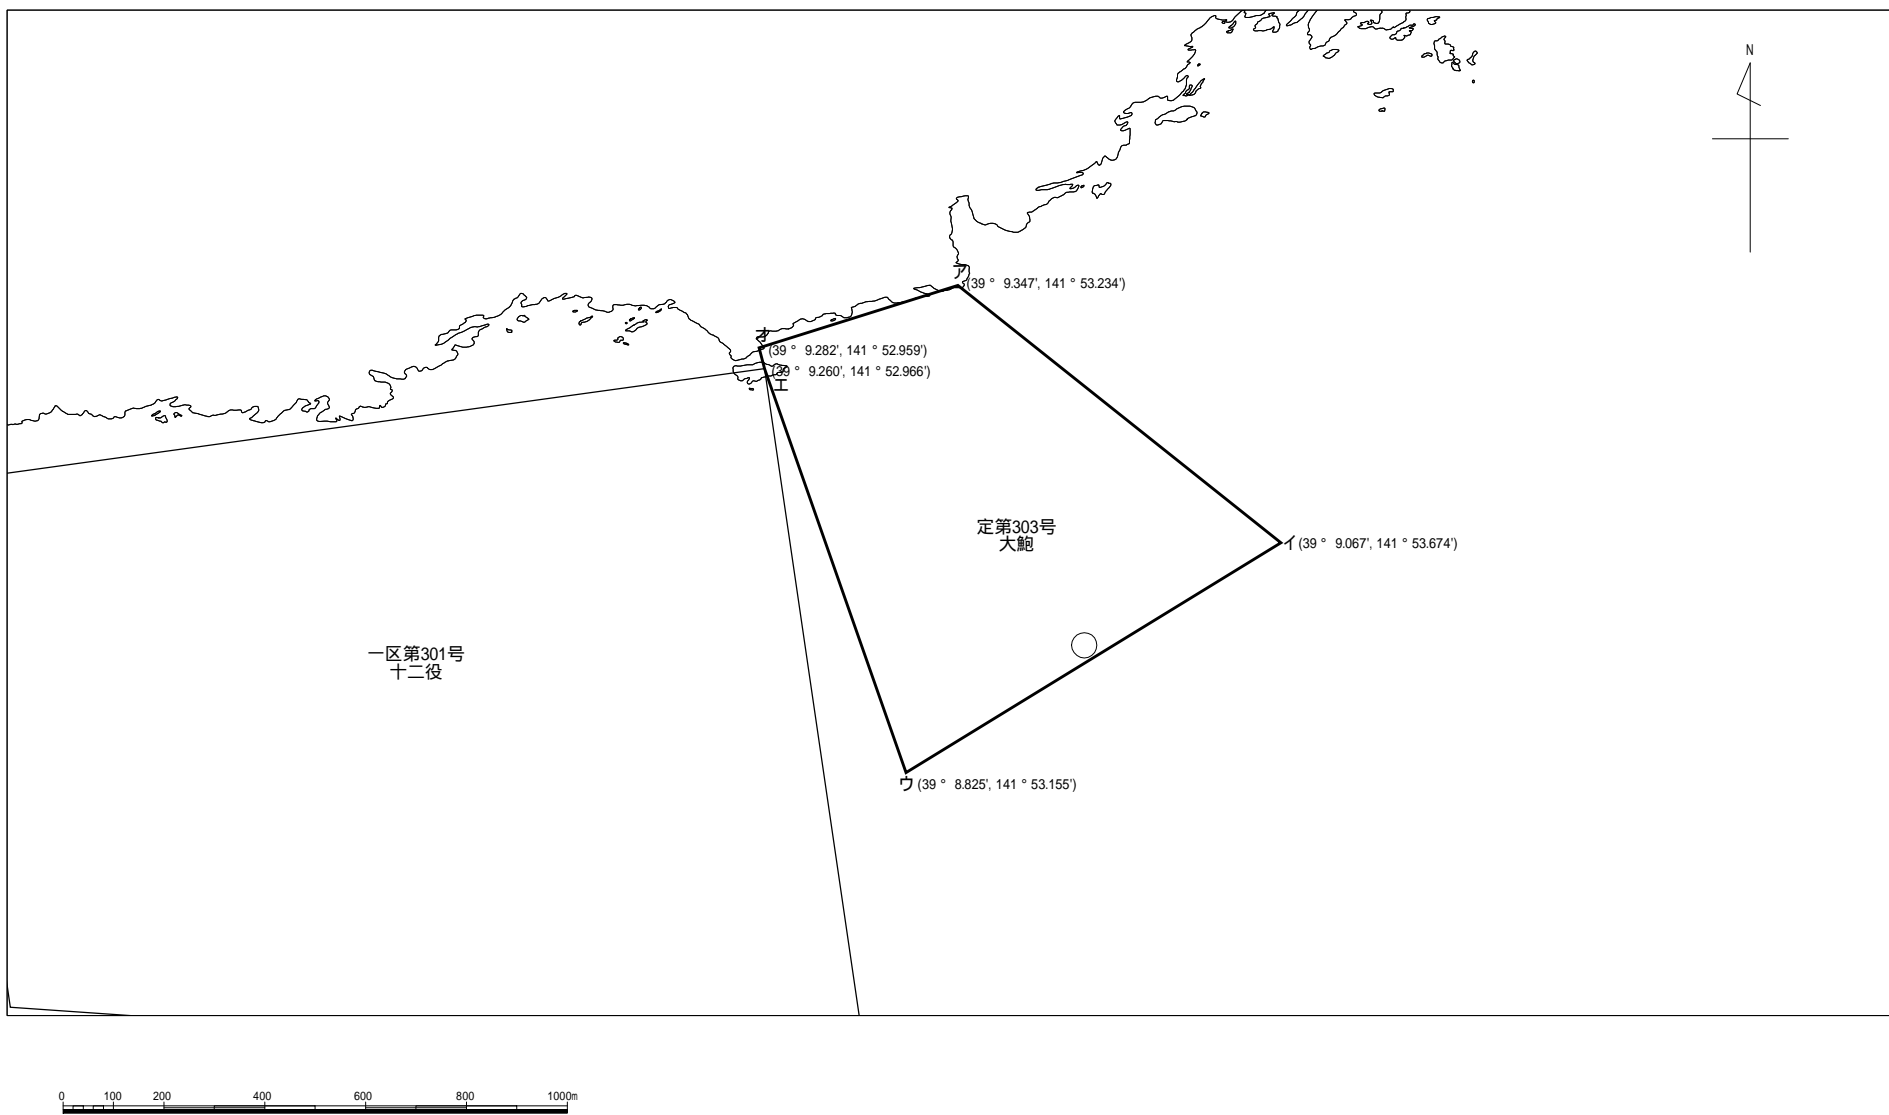 N
ア
(39 ° 9.347', 141 ° 53.234')
オ
(39 ° 9.282', 141 ° 52.959')
(39 ° 9.260', 141 ° 52.966')
エ
定第303号
大鮑
イ(39 ° 9.067', 141 ° 53.674')
一区第301号
十二役
ウ(39 ° 8.825', 141 ° 53.155')
0 100 200 400 600 800 1000m